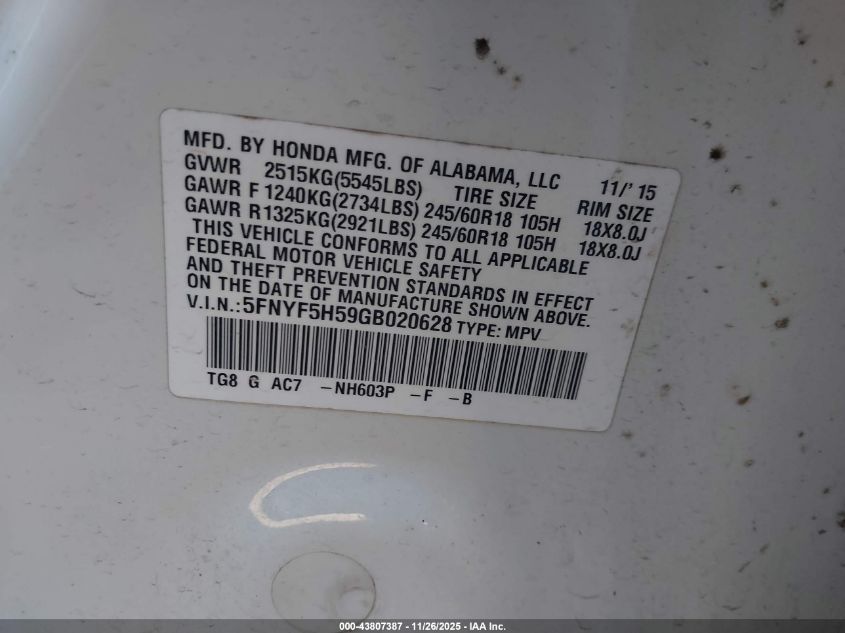 MFD. BY HONDA MFG. OF ALABAMA, LLC 11/' 15
GVWR 2515KG(5545LBS) TIRE SIZE RIM SIZE
GAWR F 1240KG(2734LBS) 245/60R18 105H 18X8.0J
GAWR R1325KG(2921LBS) 245/60R18 105H 18X8.0J
THIS VEHICLE CONFORMS TO ALL APPLICABLE
FEDERAL MOTOR VEHICLE SAFETY
AND THEFT PREVENTION STANDARDS IN EFFECT
ON THE DATE OF MANUFACTURE SHOWN ABOVE.
V.I.N.:5FNYF5H59GB020628 TYPE: MPV
TG8 G AC7 -NH603P -F -B
000-43807387 - 11/26/2025 - IAA Inc.